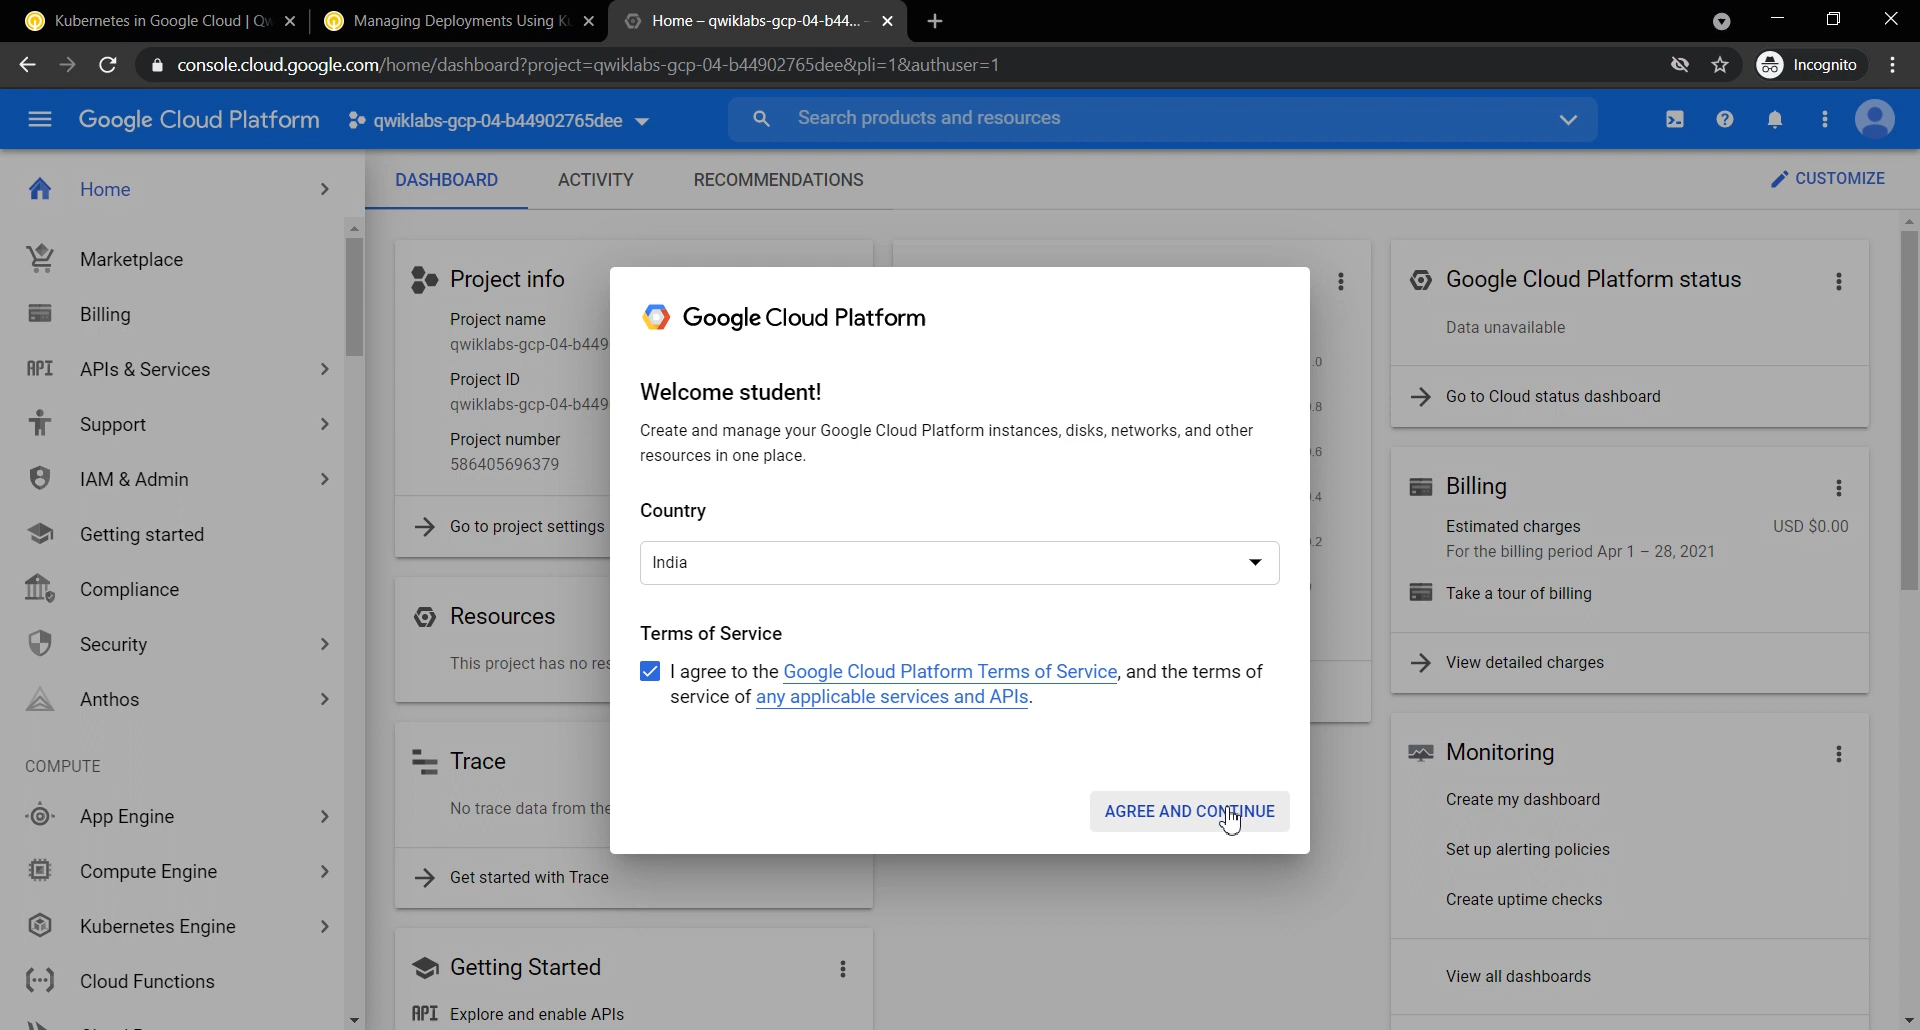 Kubernetes in Google Cloud | Qw
Managing Deployments Using K
Home – qwiklabs-gcp-04-b44...
console.cloud.google.com/home/dashboard?project=qwiklabs-gcp-04-b44902765dee&pli=1&authuser=1
Incognito
Google Cloud Platform
qwiklabs-gcp-04-b44902765dee
Search products and resources
Home
Marketplace
Billing
API APIs & Services
Support
IAM & Admin
Getting started
Compliance
Security
Anthos
COMPUTE
App Engine
Compute Engine
Kubernetes Engine
Cloud Functions
DASHBOARD
ACTIVITY
RECOMMENDATIONS
CUSTOMIZE
Project info
Project name
qwiklabs-gcp-04-b449
Project ID
qwiklabs-gcp-04-b449
Project number
586405696379
Go to project settings
Resources
This project has no res
Trace
No trace data from the
Get started with Trace
Getting Started
API Explore and enable APIs
Google Cloud Platform
Welcome student!
Create and manage your Google Cloud Platform instances, disks, networks, and other
resources in one place.
Country
India
Terms of Service
I agree to the Google Cloud Platform Terms of Service, and the terms of
service of any applicable services and APIs.
AGREE AND CONTINUE
.0
.8
.6
.4
.2
Google Cloud Platform status
Data unavailable
Go to Cloud status dashboard
Billing
Estimated charges USD $0.00
For the billing period Apr 1 – 28, 2021
Take a tour of billing
View detailed charges
Monitoring
Create my dashboard
Set up alerting policies
Create uptime checks
View all dashboards